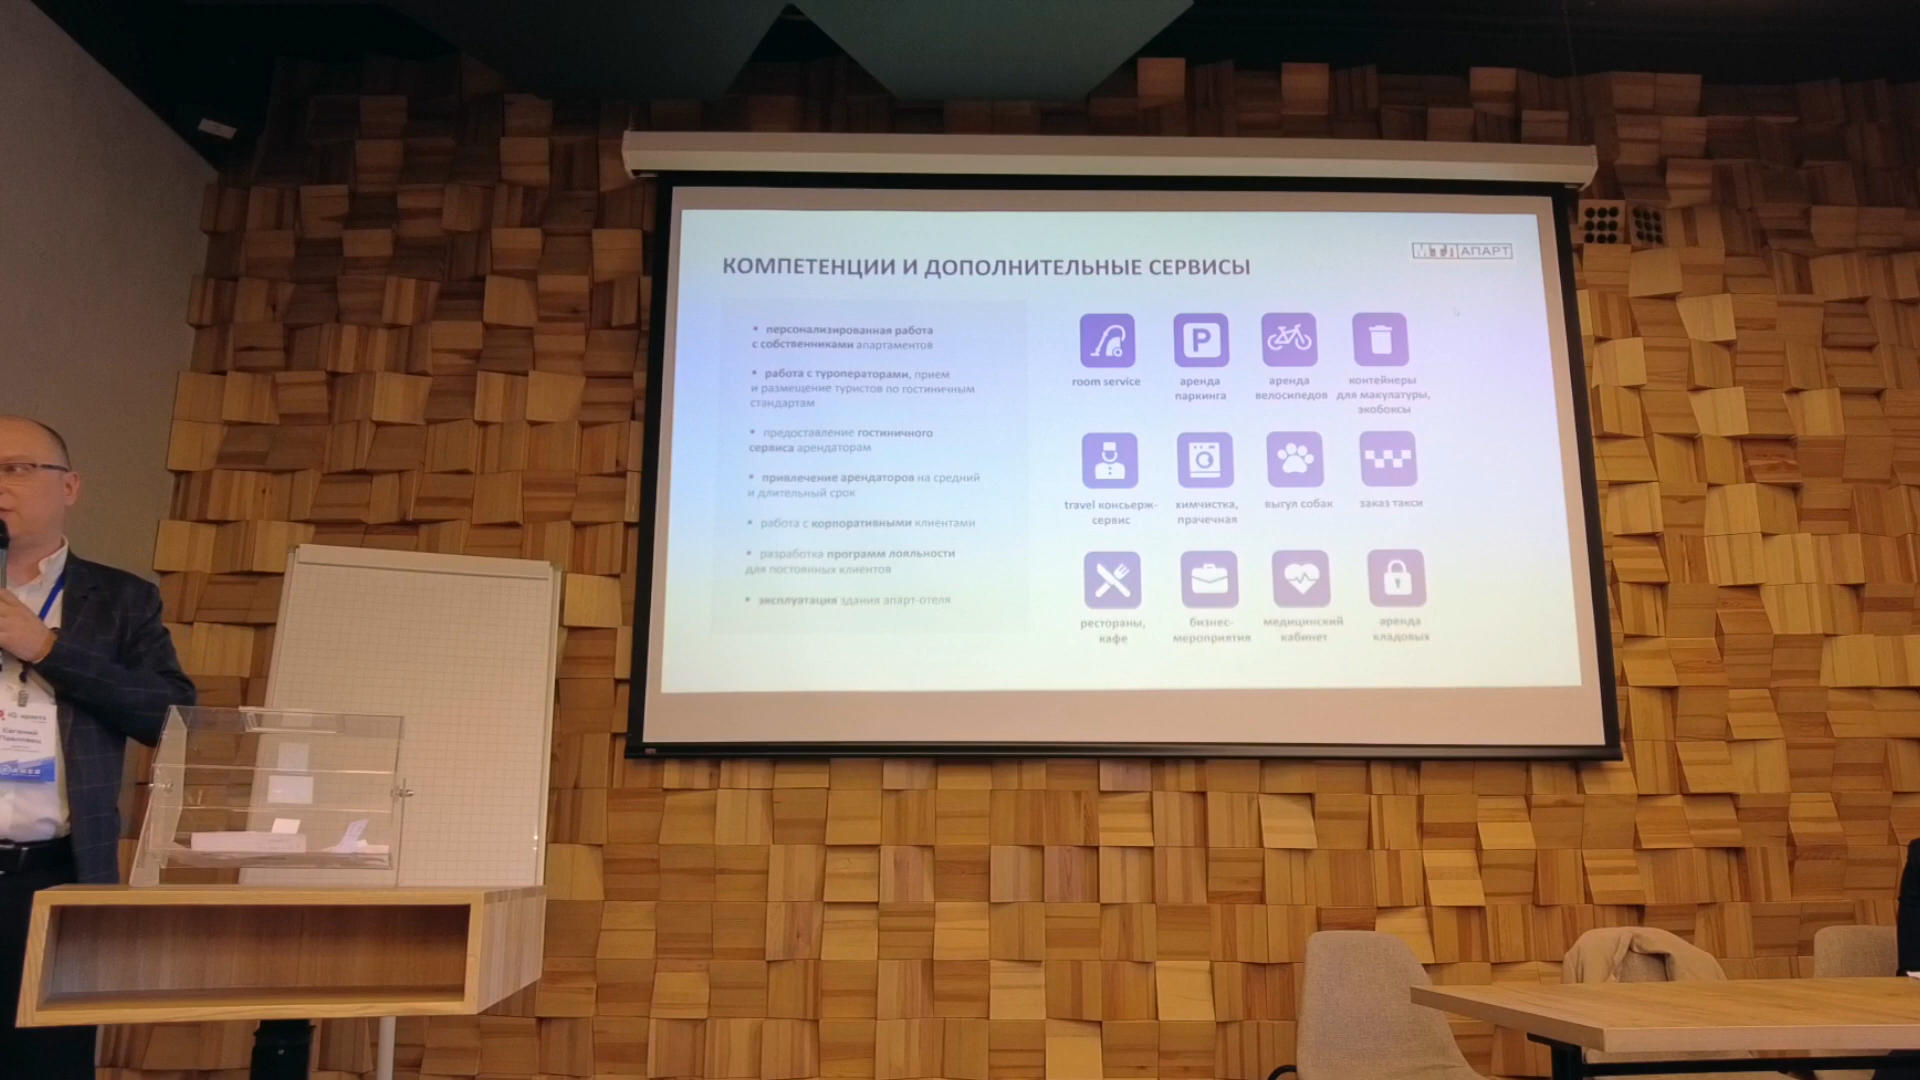 КОМПЕТЕНЦИИ И ДОПОЛНИТЕЛЬНЫЕ СЕРВИСЫ
МТЛ АПАРТ
• персонализированная работа
с собственниками апартаментов
• работа с туроператорами, прием
и размещение туристов по гостиничным
стандартам
• предоставление гостиничного
сервиса арендаторам
• привлечение арендаторов на средний
и длительный срок
• работа с корпоративными клиентами
• разработка программ лояльности
для постоянных клиентов
• эксплуатация здания апарт-отеля
room service
аренда
паркинга
аренда
велосипедов
контейнеры
для макулатуры,
экобоксы
travel консьерж-
сервис
химчистка,
прачечная
выгул собак
заказ такси
рестораны,
кафе
бизнес-
мероприятия
медицинский
кабинет
аренда
кладовых
P
Евгений